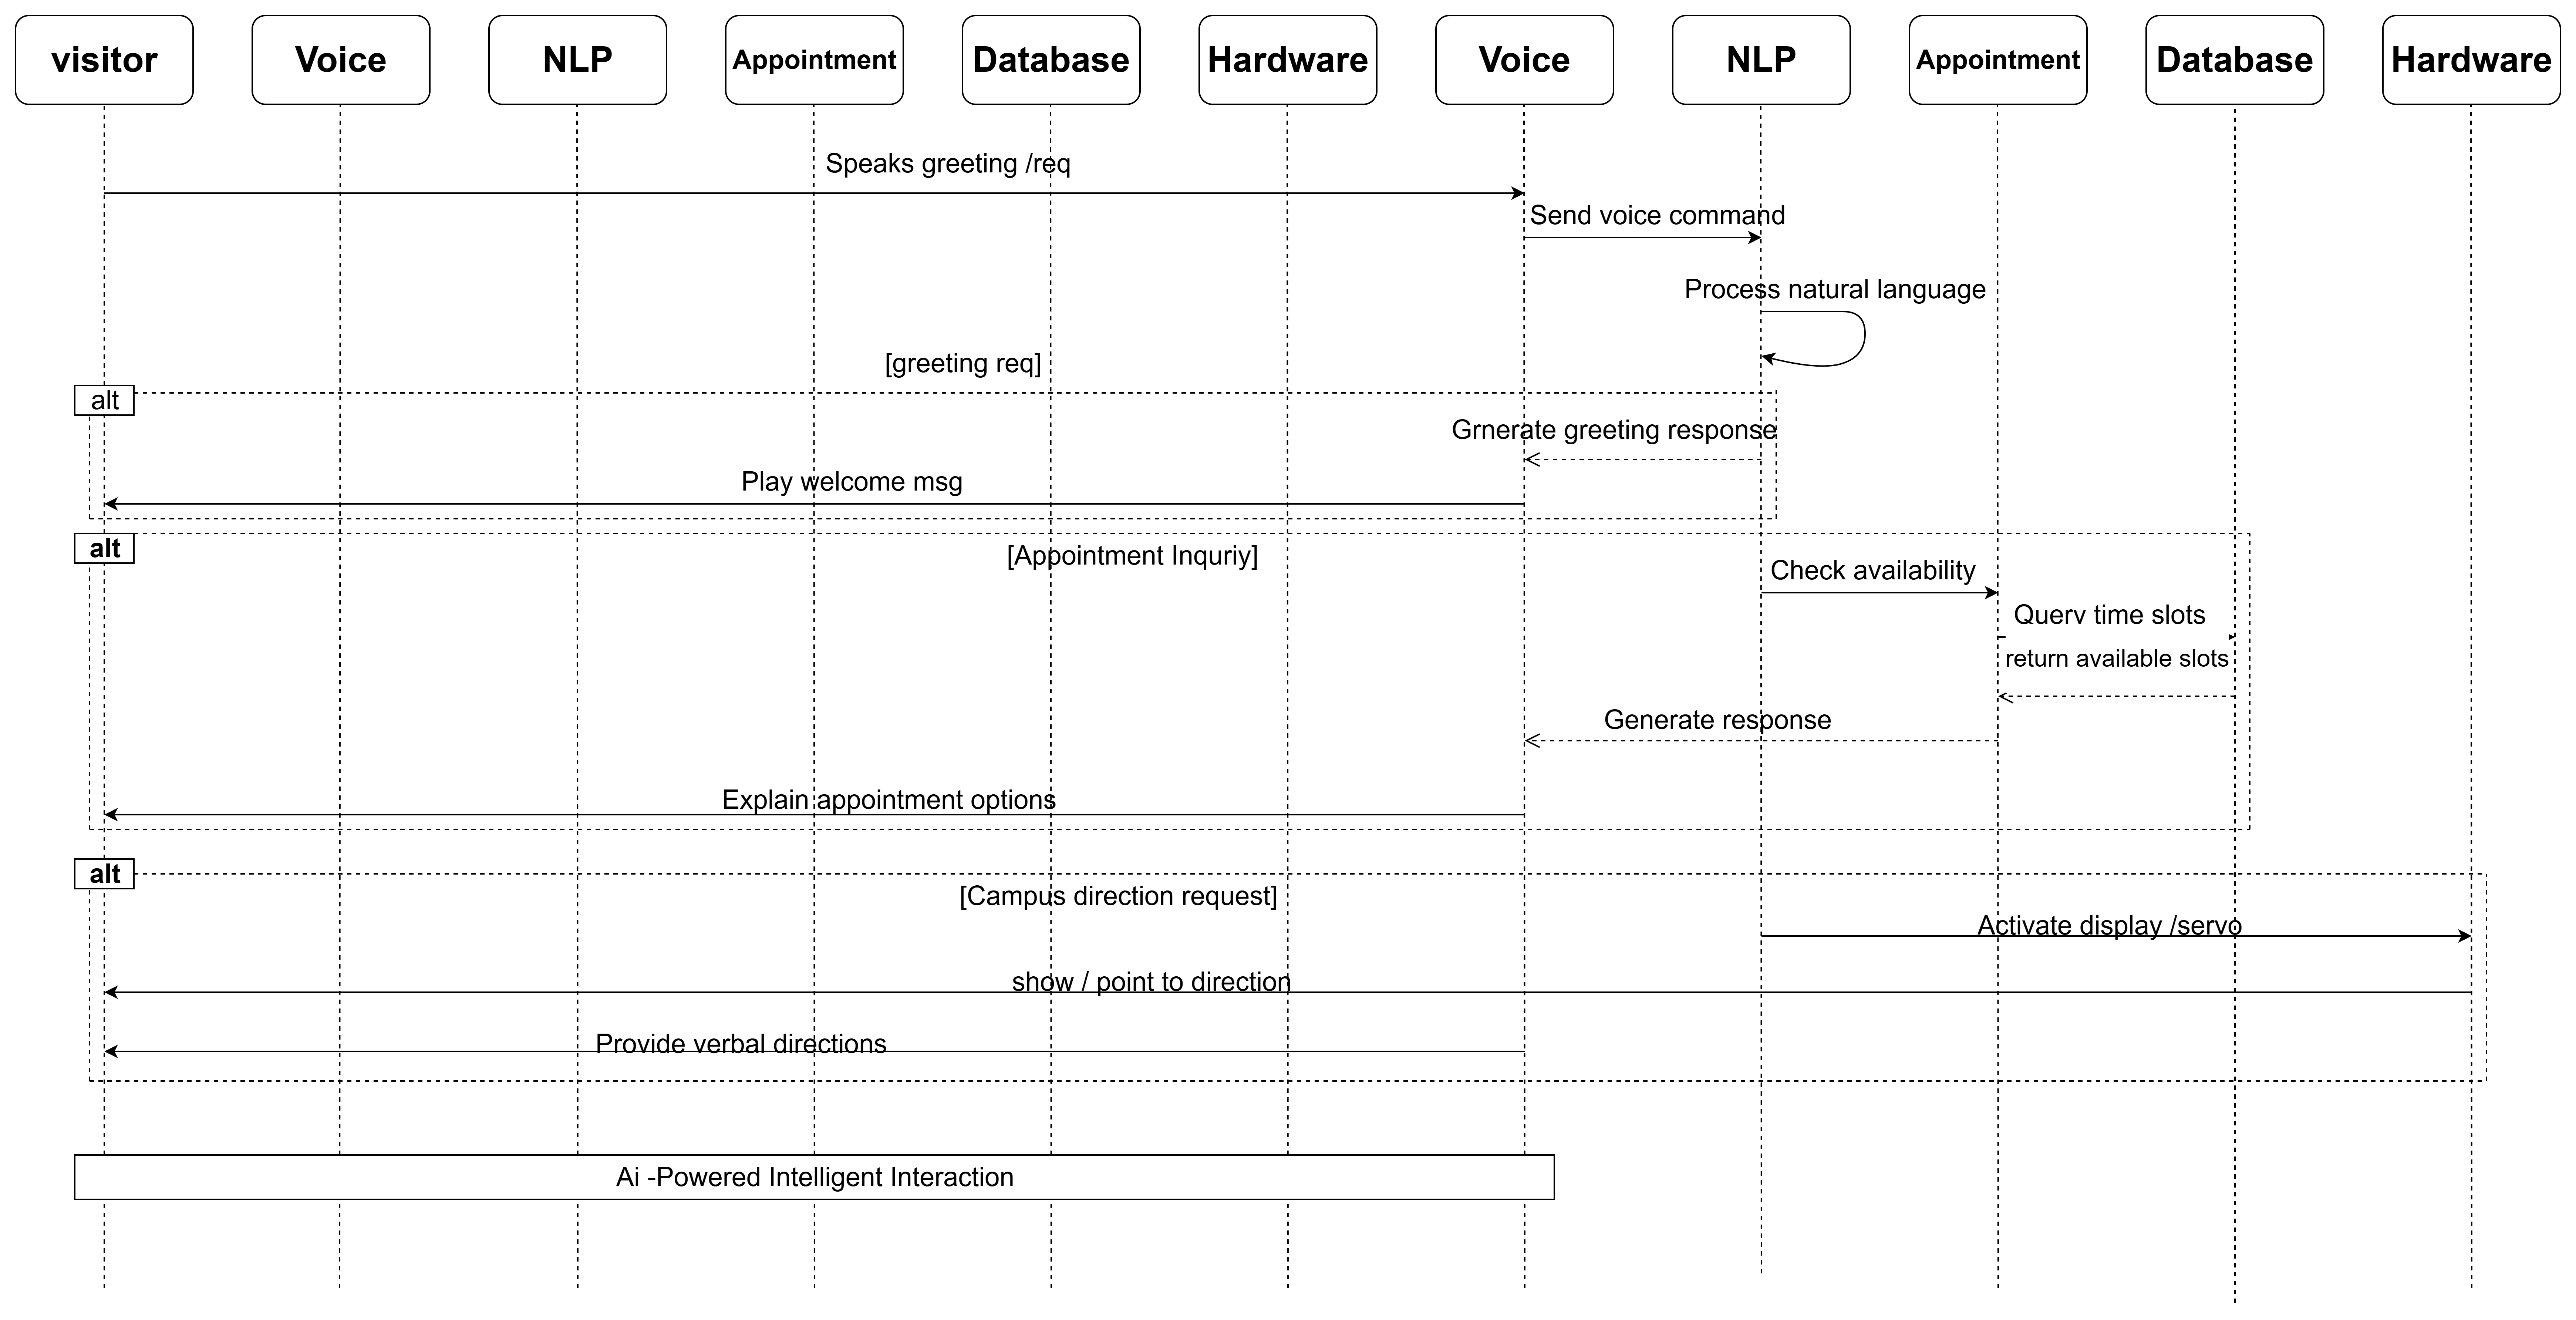 visitor
Voice
NLP
Appointment
Database
Hardware
Voice
NLP
Appointment
Database
Hardware
Speaks greeting /req
Send voice command
Process natural language
[greeting req]
alt
Grnerate greeting response
Play welcome msg
alt
[Appointment Inquriy]
Check availability
Query time slots
return available slots
Generate response
Explain appointment options
alt
[Campus direction request]
Activate display /servo
show / point to direction
Provide verbal directions
Ai -Powered Intelligent Interaction